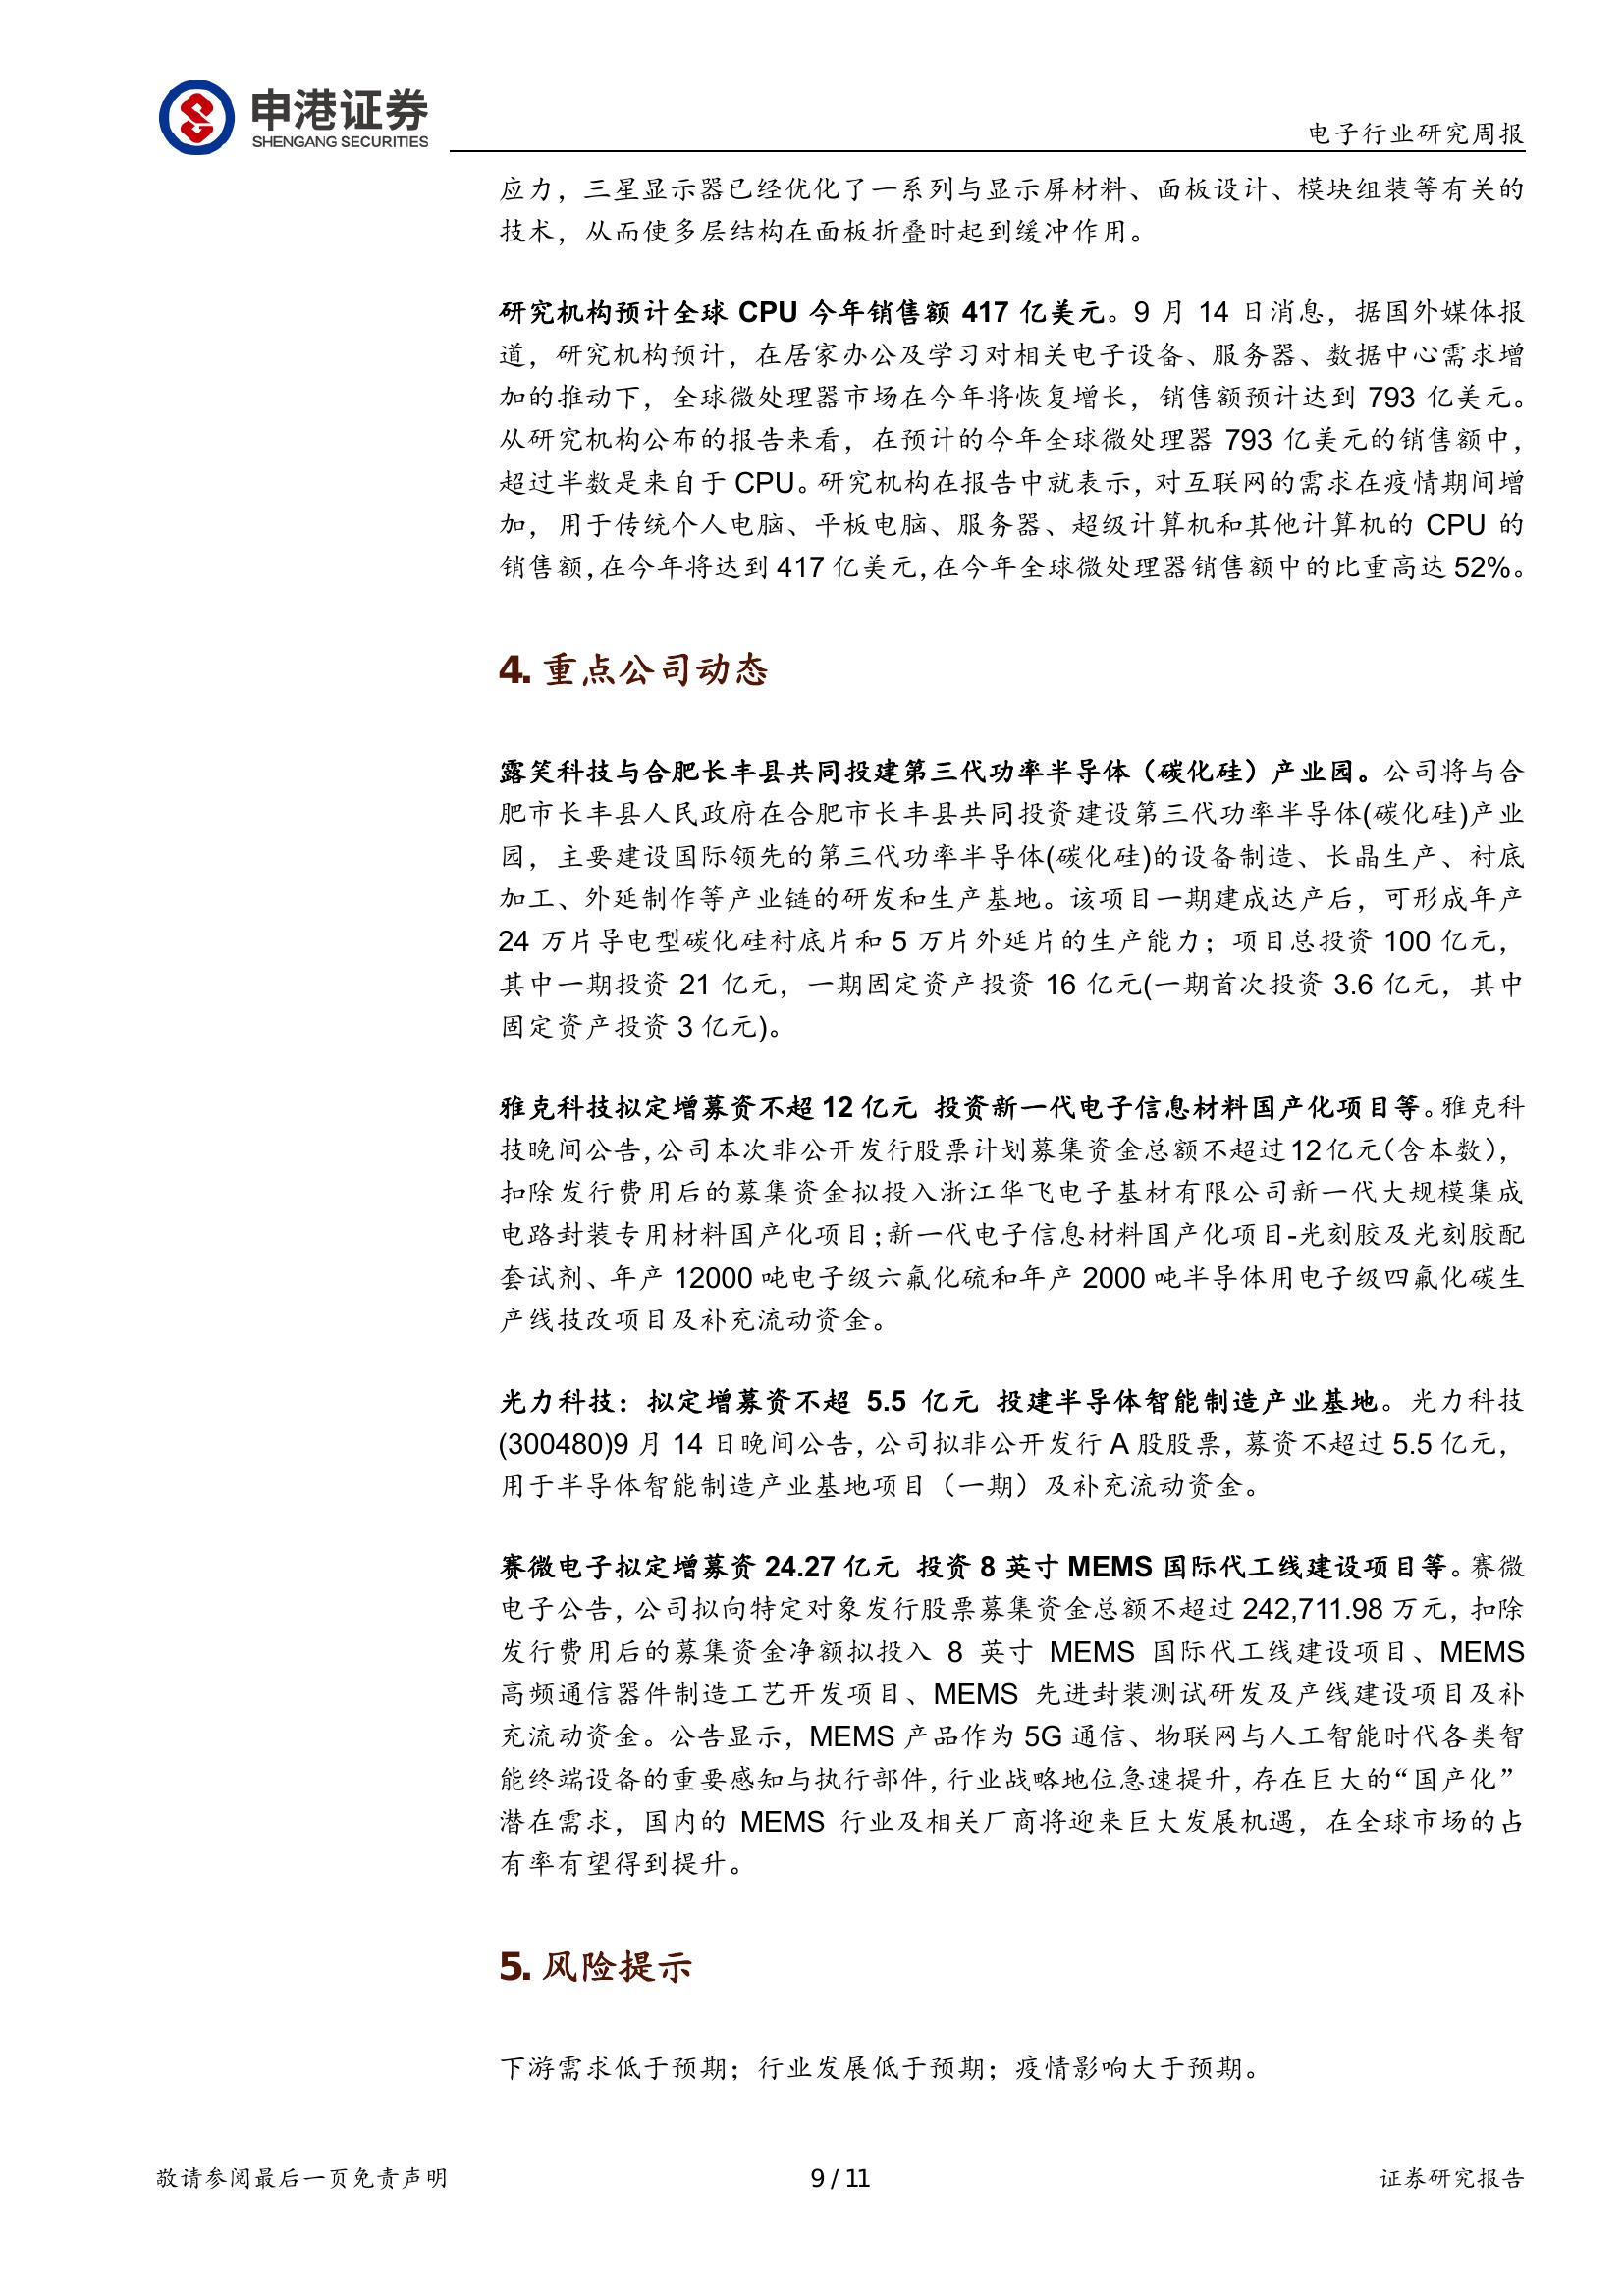 申港证券
SHENGANG SECURITIES
电子行业研究周报
应力，三星显示器已经优化了一系列与显示屏材料、面板设计、模块组装等有关的
技术，从而使多层结构在面板折叠时起到缓冲作用。
研究机构预计全球 CPU 今年销售额 417 亿美元。9 月 14 日消息，据国外媒体报
道，研究机构预计，在居家办公及学习对相关电子设备、服务器、数据中心需求增
加的推动下，全球微处理器市场在今年将恢复增长，销售额预计达到 793 亿美元。
从研究机构公布的报告来看，在预计的今年全球微处理器 793 亿美元的销售额中，
超过半数是来自于 CPU。研究机构在报告中就表示，对互联网的需求在疫情期间增
加，用于传统个人电脑、平板电脑、服务器、超级计算机和其他计算机的 CPU 的
销售额，在今年将达到 417 亿美元，在今年全球微处理器销售额中的比重高达 52%。
4. 重点公司动态
露笑科技与合肥长丰县共同投建第三代功率半导体（碳化硅）产业园。公司将与合
肥市长丰县人民政府在合肥市长丰县共同投资建设第三代功率半导体(碳化硅)产业
园，主要建设国际领先的第三代功率半导体(碳化硅)的设备制造、长晶生产、衬底
加工、外延制作等产业链的研发和生产基地。该项目一期建成达产后，可形成年产
24 万片导电型碳化硅衬底片和 5 万片外延片的生产能力；项目总投资 100 亿元，
其中一期投资 21 亿元，一期固定资产投资 16 亿元(一期首次投资 3.6 亿元，其中
固定资产投资 3 亿元)。
雅克科技拟定增募资不超 12 亿元 投资新一代电子信息材料国产化项目等。雅克科
技晚间公告，公司本次非公开发行股票计划募集资金总额不超过 12 亿元（含本数），
扣除发行费用后的募集资金拟投入浙江华飞电子基材有限公司新一代大规模集成
电路封装专用材料国产化项目；新一代电子信息材料国产化项目-光刻胶及光刻胶配
套试剂、年产 12000 吨电子级六氟化硫和年产 2000 吨半导体用电子级四氟化碳生
产线技改项目及补充流动资金。
光力科技：拟定增募资不超 5.5 亿元 投建半导体智能制造产业基地。光力科技
(300480)9 月 14 日晚间公告，公司拟非公开发行 A 股股票，募资不超过 5.5 亿元，
用于半导体智能制造产业基地项目（一期）及补充流动资金。
赛微电子拟定增募资 24.27 亿元 投资 8 英寸 MEMS 国际代工线建设项目等。赛微
电子公告，公司拟向特定对象发行股票募集资金总额不超过 242,711.98 万元，扣除
发行费用后的募集资金净额拟投入 8 英寸 MEMS 国际代工线建设项目、MEMS
高频通信器件制造工艺开发项目、MEMS 先进封装测试研发及产线建设项目及补
充流动资金。公告显示，MEMS 产品作为 5G 通信、物联网与人工智能时代各类智
能终端设备的重要感知与执行部件，行业战略地位急速提升，存在巨大的“国产化”
潜在需求，国内的 MEMS 行业及相关厂商将迎来巨大发展机遇，在全球市场的占
有率有望得到提升。
5. 风险提示
下游需求低于预期；行业发展低于预期；疫情影响大于预期。
敬请参阅最后一页免责声明
9 / 11
证券研究报告